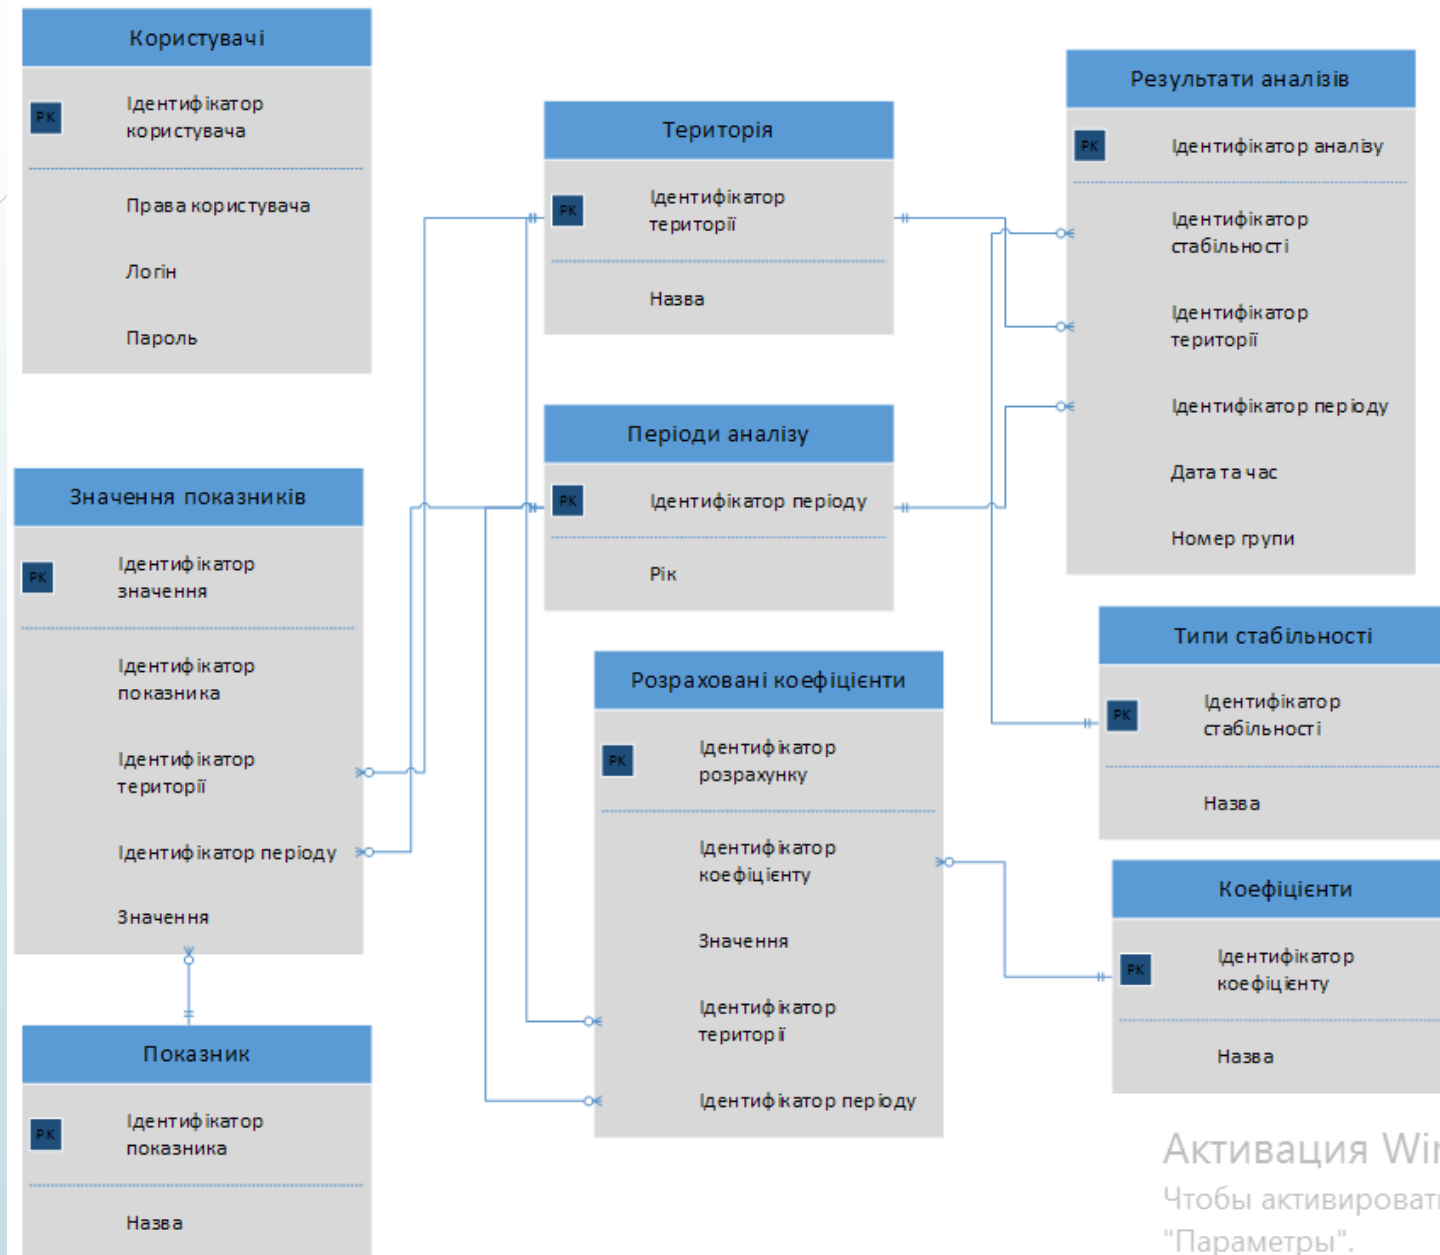 Користувачі
PK
Ідентифікатор
користувача
Права користувача
Логін
Пароль
Територія
PK
Ідентифікатор
території
Назва
Результати аналізів
PK
Ідентифікатор аналізу
Ідентифікатор
стабільності
Ідентифікатор
території
Ідентифікатор періоду
Дата та час
Номер групи
Періоди аналізу
PK
Ідентифікатор періоду
Рік
Значення показників
PK
Ідентифікатор
значення
Ідентифікатор
показника
Ідентифікатор
території
Ідентифікатор періоду
Значення
Розраховані коефіцієнти
PK
Ідентифікатор
розрахунку
Ідентифікатор
коефіцієнту
Значення
Ідентифікатор
території
Ідентифікатор періоду
Типи стабільності
PK
Ідентифікатор
стабільності
Назва
Коефіцієнти
PK
Ідентифікатор
коефіцієнту
Назва
Показник
PK
Ідентифікатор
показника
Назва
Активация Win
Чтобы активировать
"Параметры".